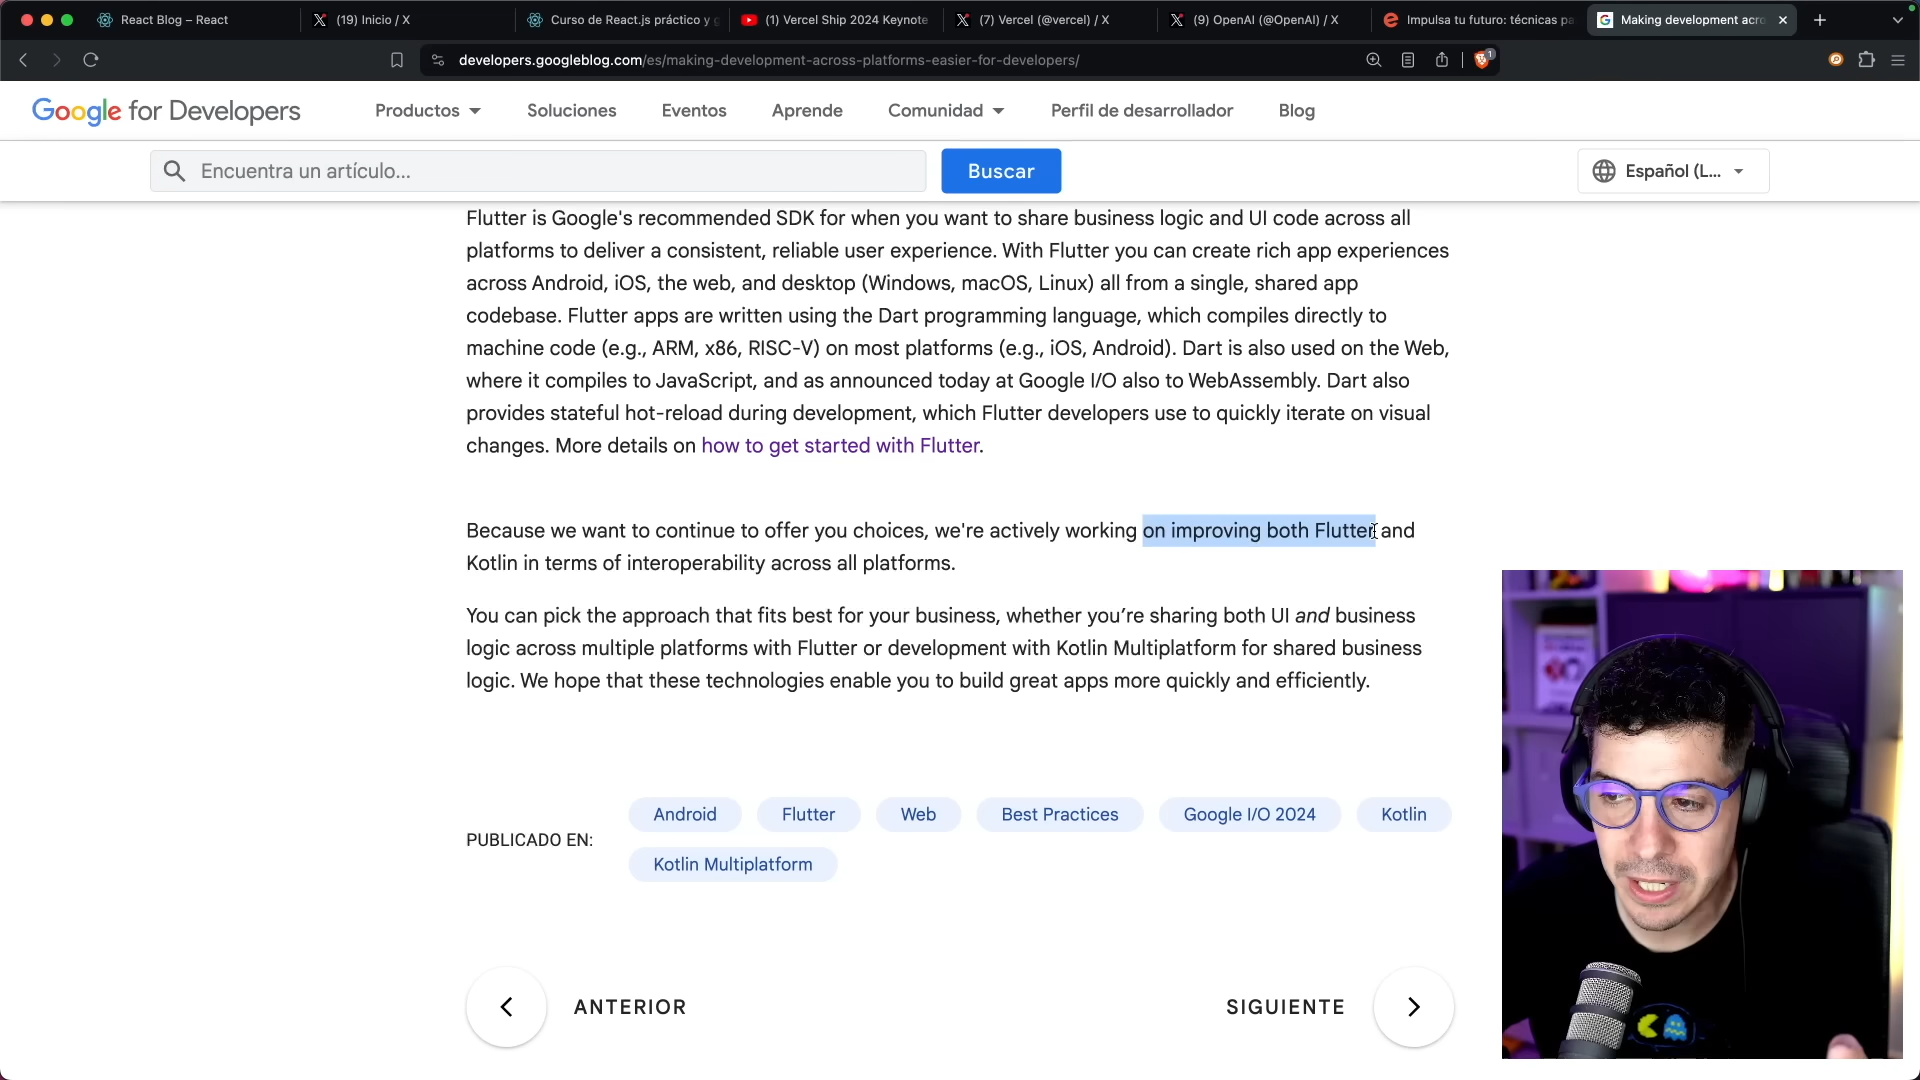 React Blog – React
(19) Inicio / X
Curso de React.js práctico y g
(1) Vercel Ship 2024 Keynote
(7) Vercel (@vercel) / X
(9) OpenAI (@OpenAI) / X
Impulsa tu futuro: técnicas pa
Making development acro
developers.googleblog.com/es/making-development-across-platforms-easier-for-developers/
1
Google for Developers
Productos
Soluciones
Eventos
Aprende
Comunidad
Perfil de desarrollador
Blog
Encuentra un artículo...
Buscar
Español (L...
Flutter is Google's recommended SDK for when you want to share business logic and UI code across all
platforms to deliver a consistent, reliable user experience. With Flutter you can create rich app experiences
across Android, iOS, the web, and desktop (Windows, macOS, Linux) all from a single, shared app
codebase. Flutter apps are written using the Dart programming language, which compiles directly to
machine code (e.g., ARM, x86, RISC-V) on most platforms (e.g., iOS, Android). Dart is also used on the Web,
where it compiles to JavaScript, and as announced today at Google I/O also to WebAssembly. Dart also
provides stateful hot-reload during development, which Flutter developers use to quickly iterate on visual
changes. More details on how to get started with Flutter.
Because we want to continue to offer you choices, we're actively working on improving both Flutter and
Kotlin in terms of interoperability across all platforms.
You can pick the approach that fits best for your business, whether you’re sharing both UI and business
logic across multiple platforms with Flutter or development with Kotlin Multiplatform for shared business
logic. We hope that these technologies enable you to build great apps more quickly and efficiently.
PUBLICADO EN:
Android
Flutter
Web
Best Practices
Google I/O 2024
Kotlin
Kotlin Multiplatform
ANTERIOR
SIGUIENTE